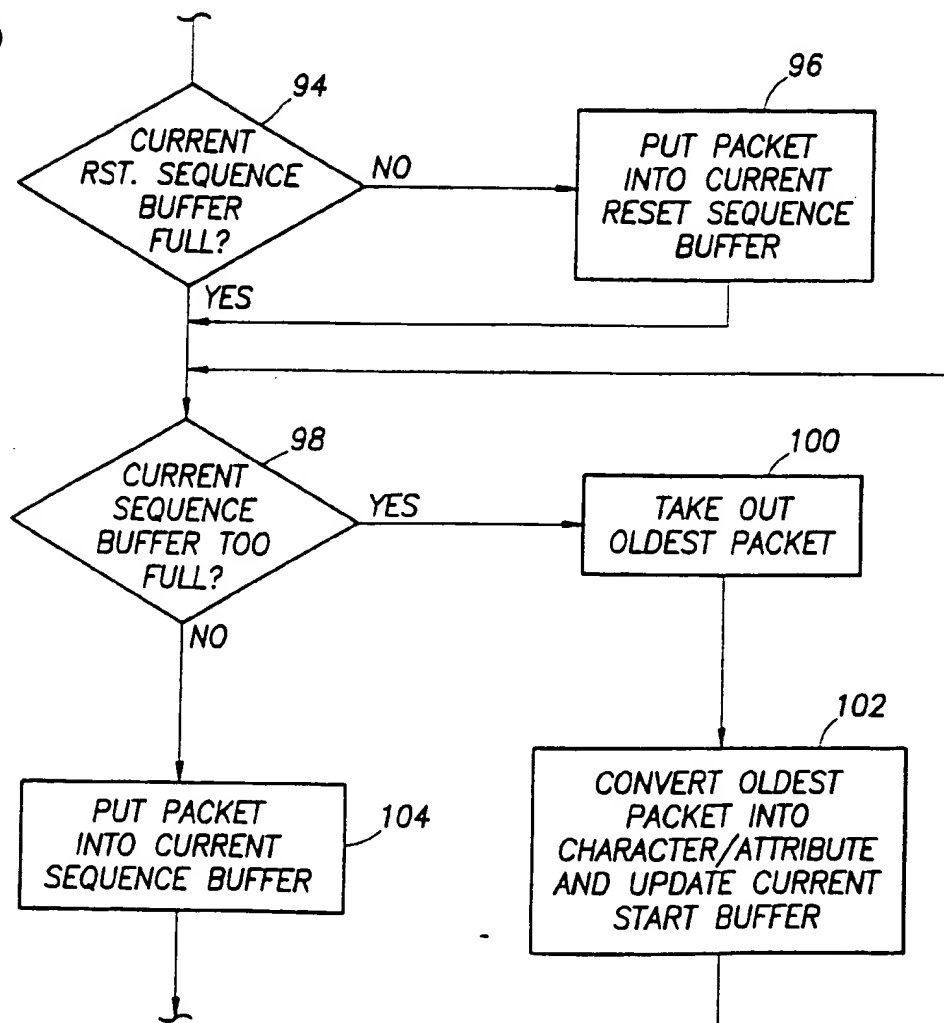 94
CURRENT
RST. SEQUENCE
BUFFER
FULL?
NO
YES
96
PUT PACKET
INTO CURRENT
RESET SEQUENCE
BUFFER
98
CURRENT
SEQUENCE
BUFFER TOO
FULL?
YES
NO
100
TAKE OUT
OLDEST PACKET
102
CONVERT OLDEST
PACKET INTO
CHARACTER/ATTRIBUTE
AND UPDATE CURRENT
START BUFFER
PUT PACKET
INTO CURRENT
SEQUENCE BUFFER
104